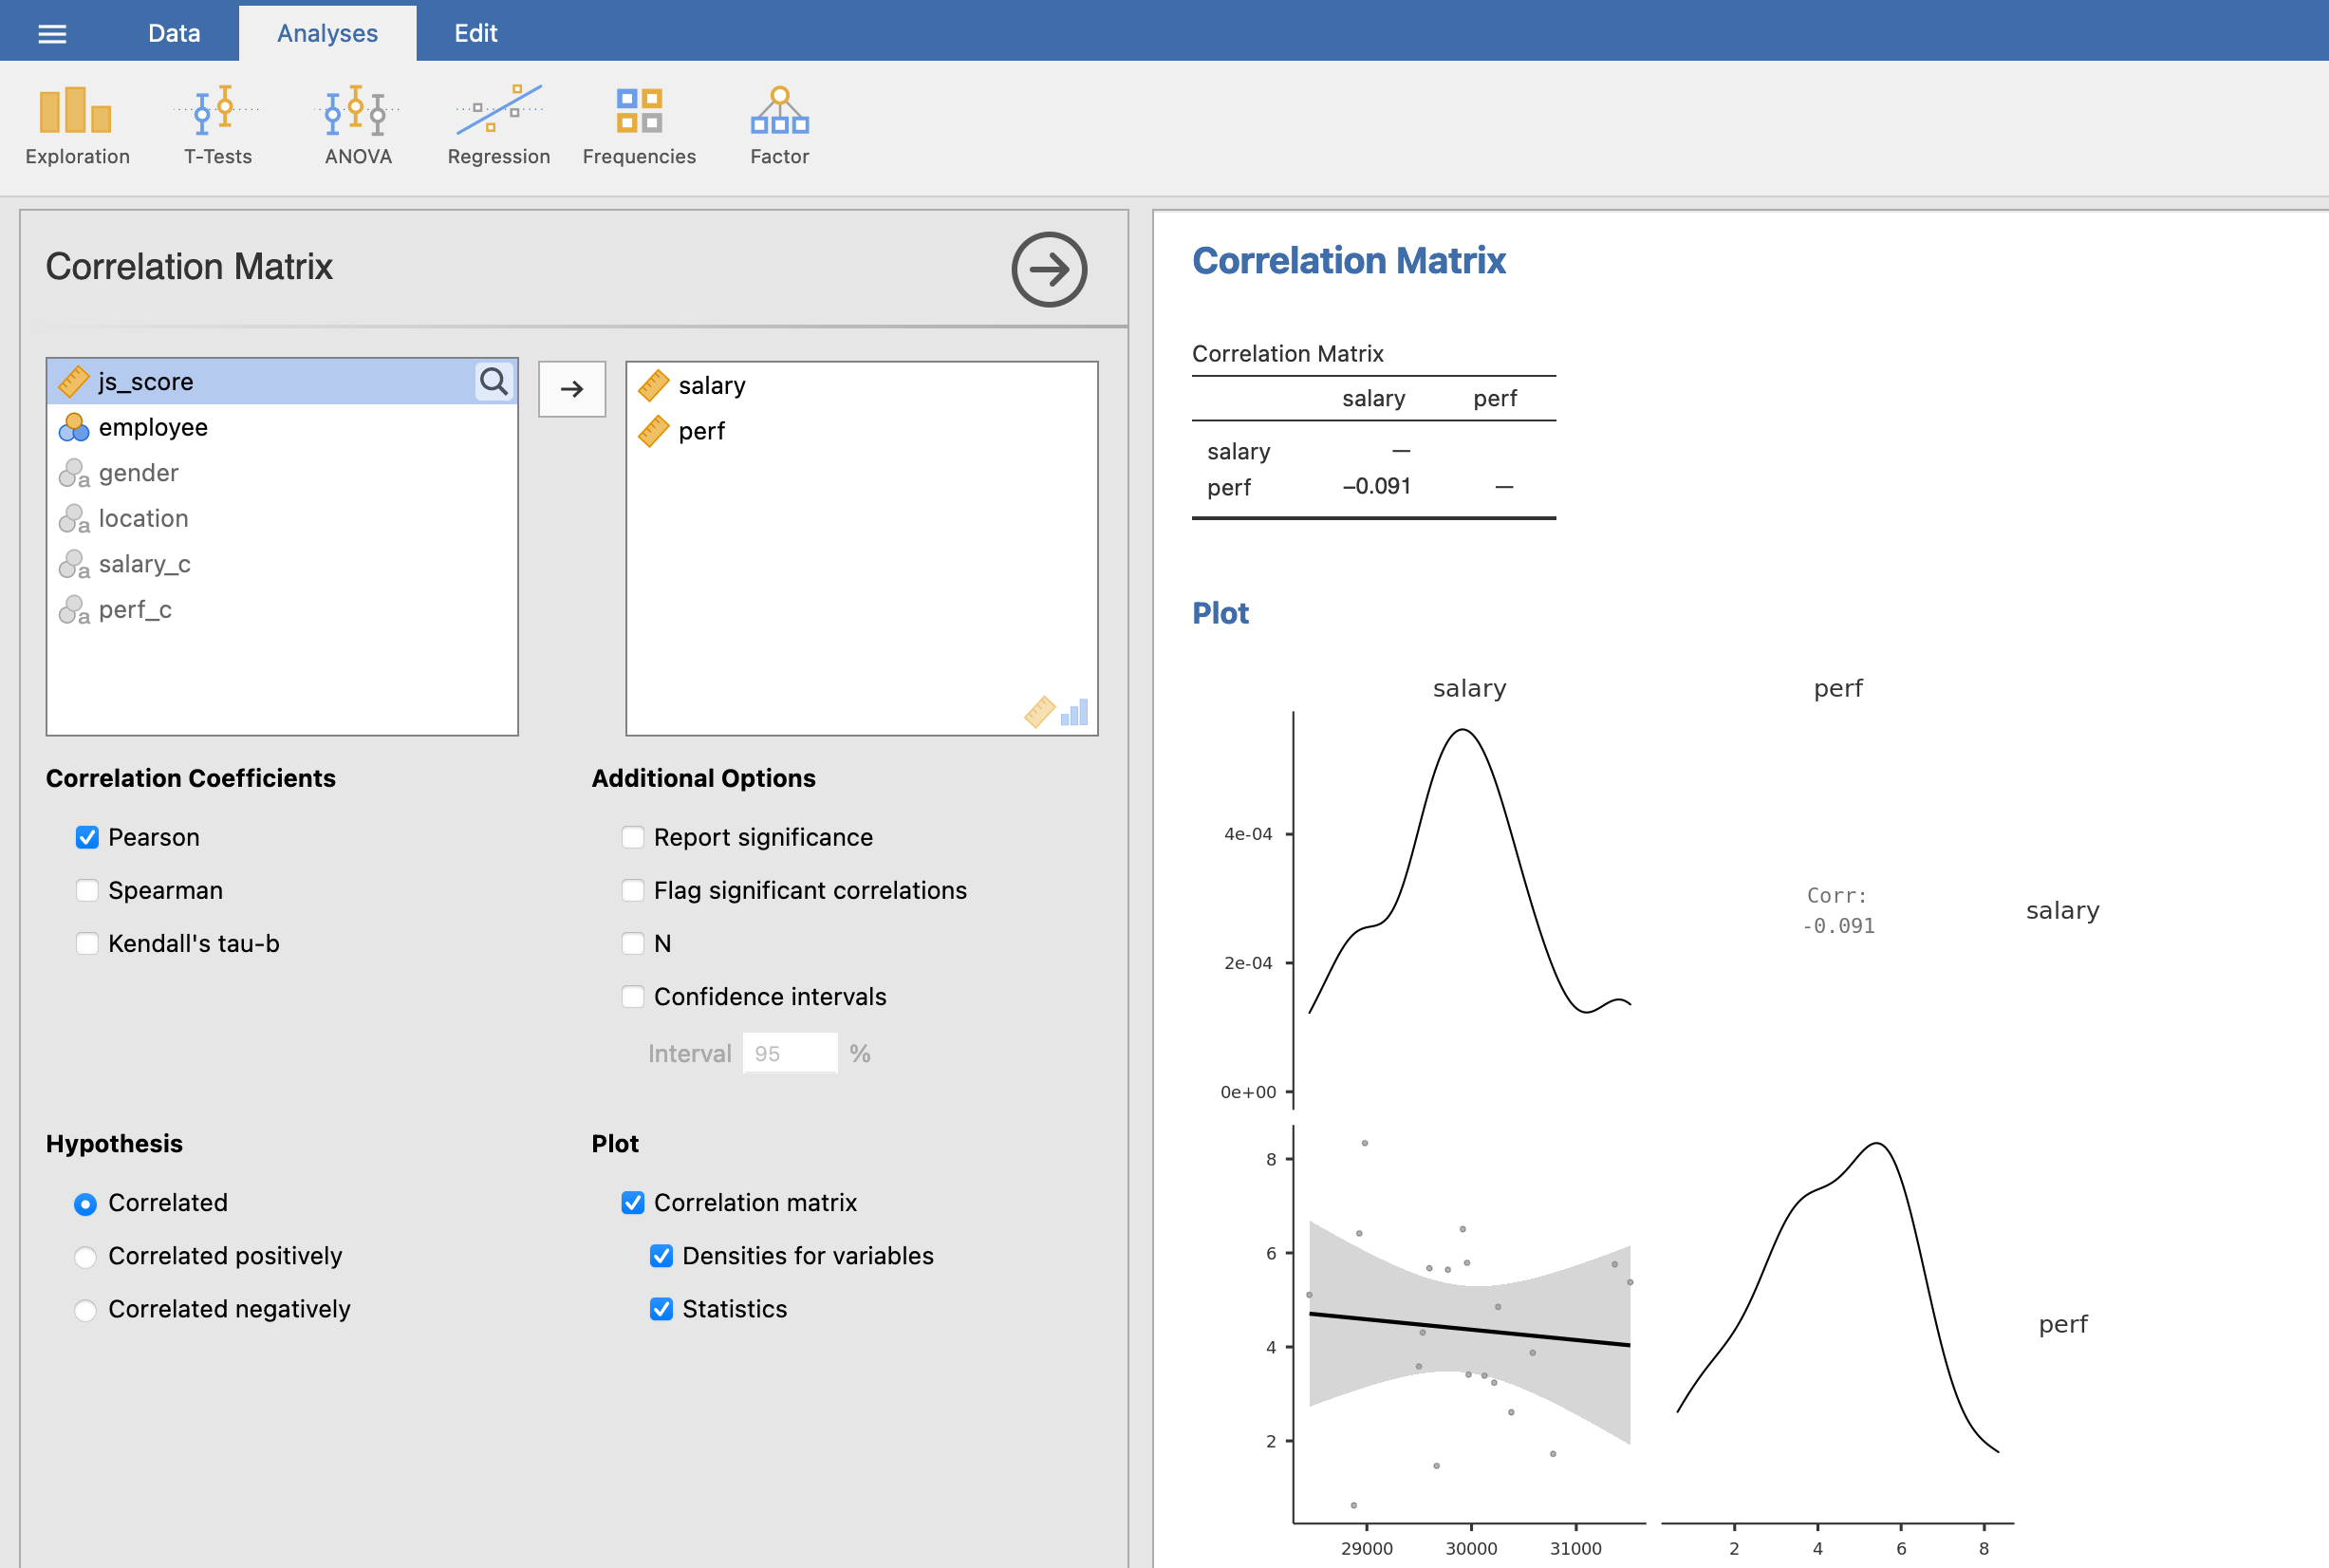 Data Analyses Edit
Exploration T-Tests ANOVA Regression Frequencies Factor
Correlation Matrix
js_score
employee
gender
location
salary_c
perf_c
salary
perf
Correlation Coefficients
Pearson
Spearman
Kendall's tau-b
Additional Options
Report significance
Flag significant correlations
N
Confidence intervals
Interval 95 %
Hypothesis
Correlated
Correlated positively
Correlated negatively
Plot
Correlation matrix
Densities for variables
Statistics
Correlation Matrix
Correlation Matrix
salary perf
salary —
perf −0.091 —
Plot
salary perf
4e-04
2e-04
0e+00
Corr:
-0.091
salary
8
6
4
2
perf
29000 30000 31000 2 4 6 8